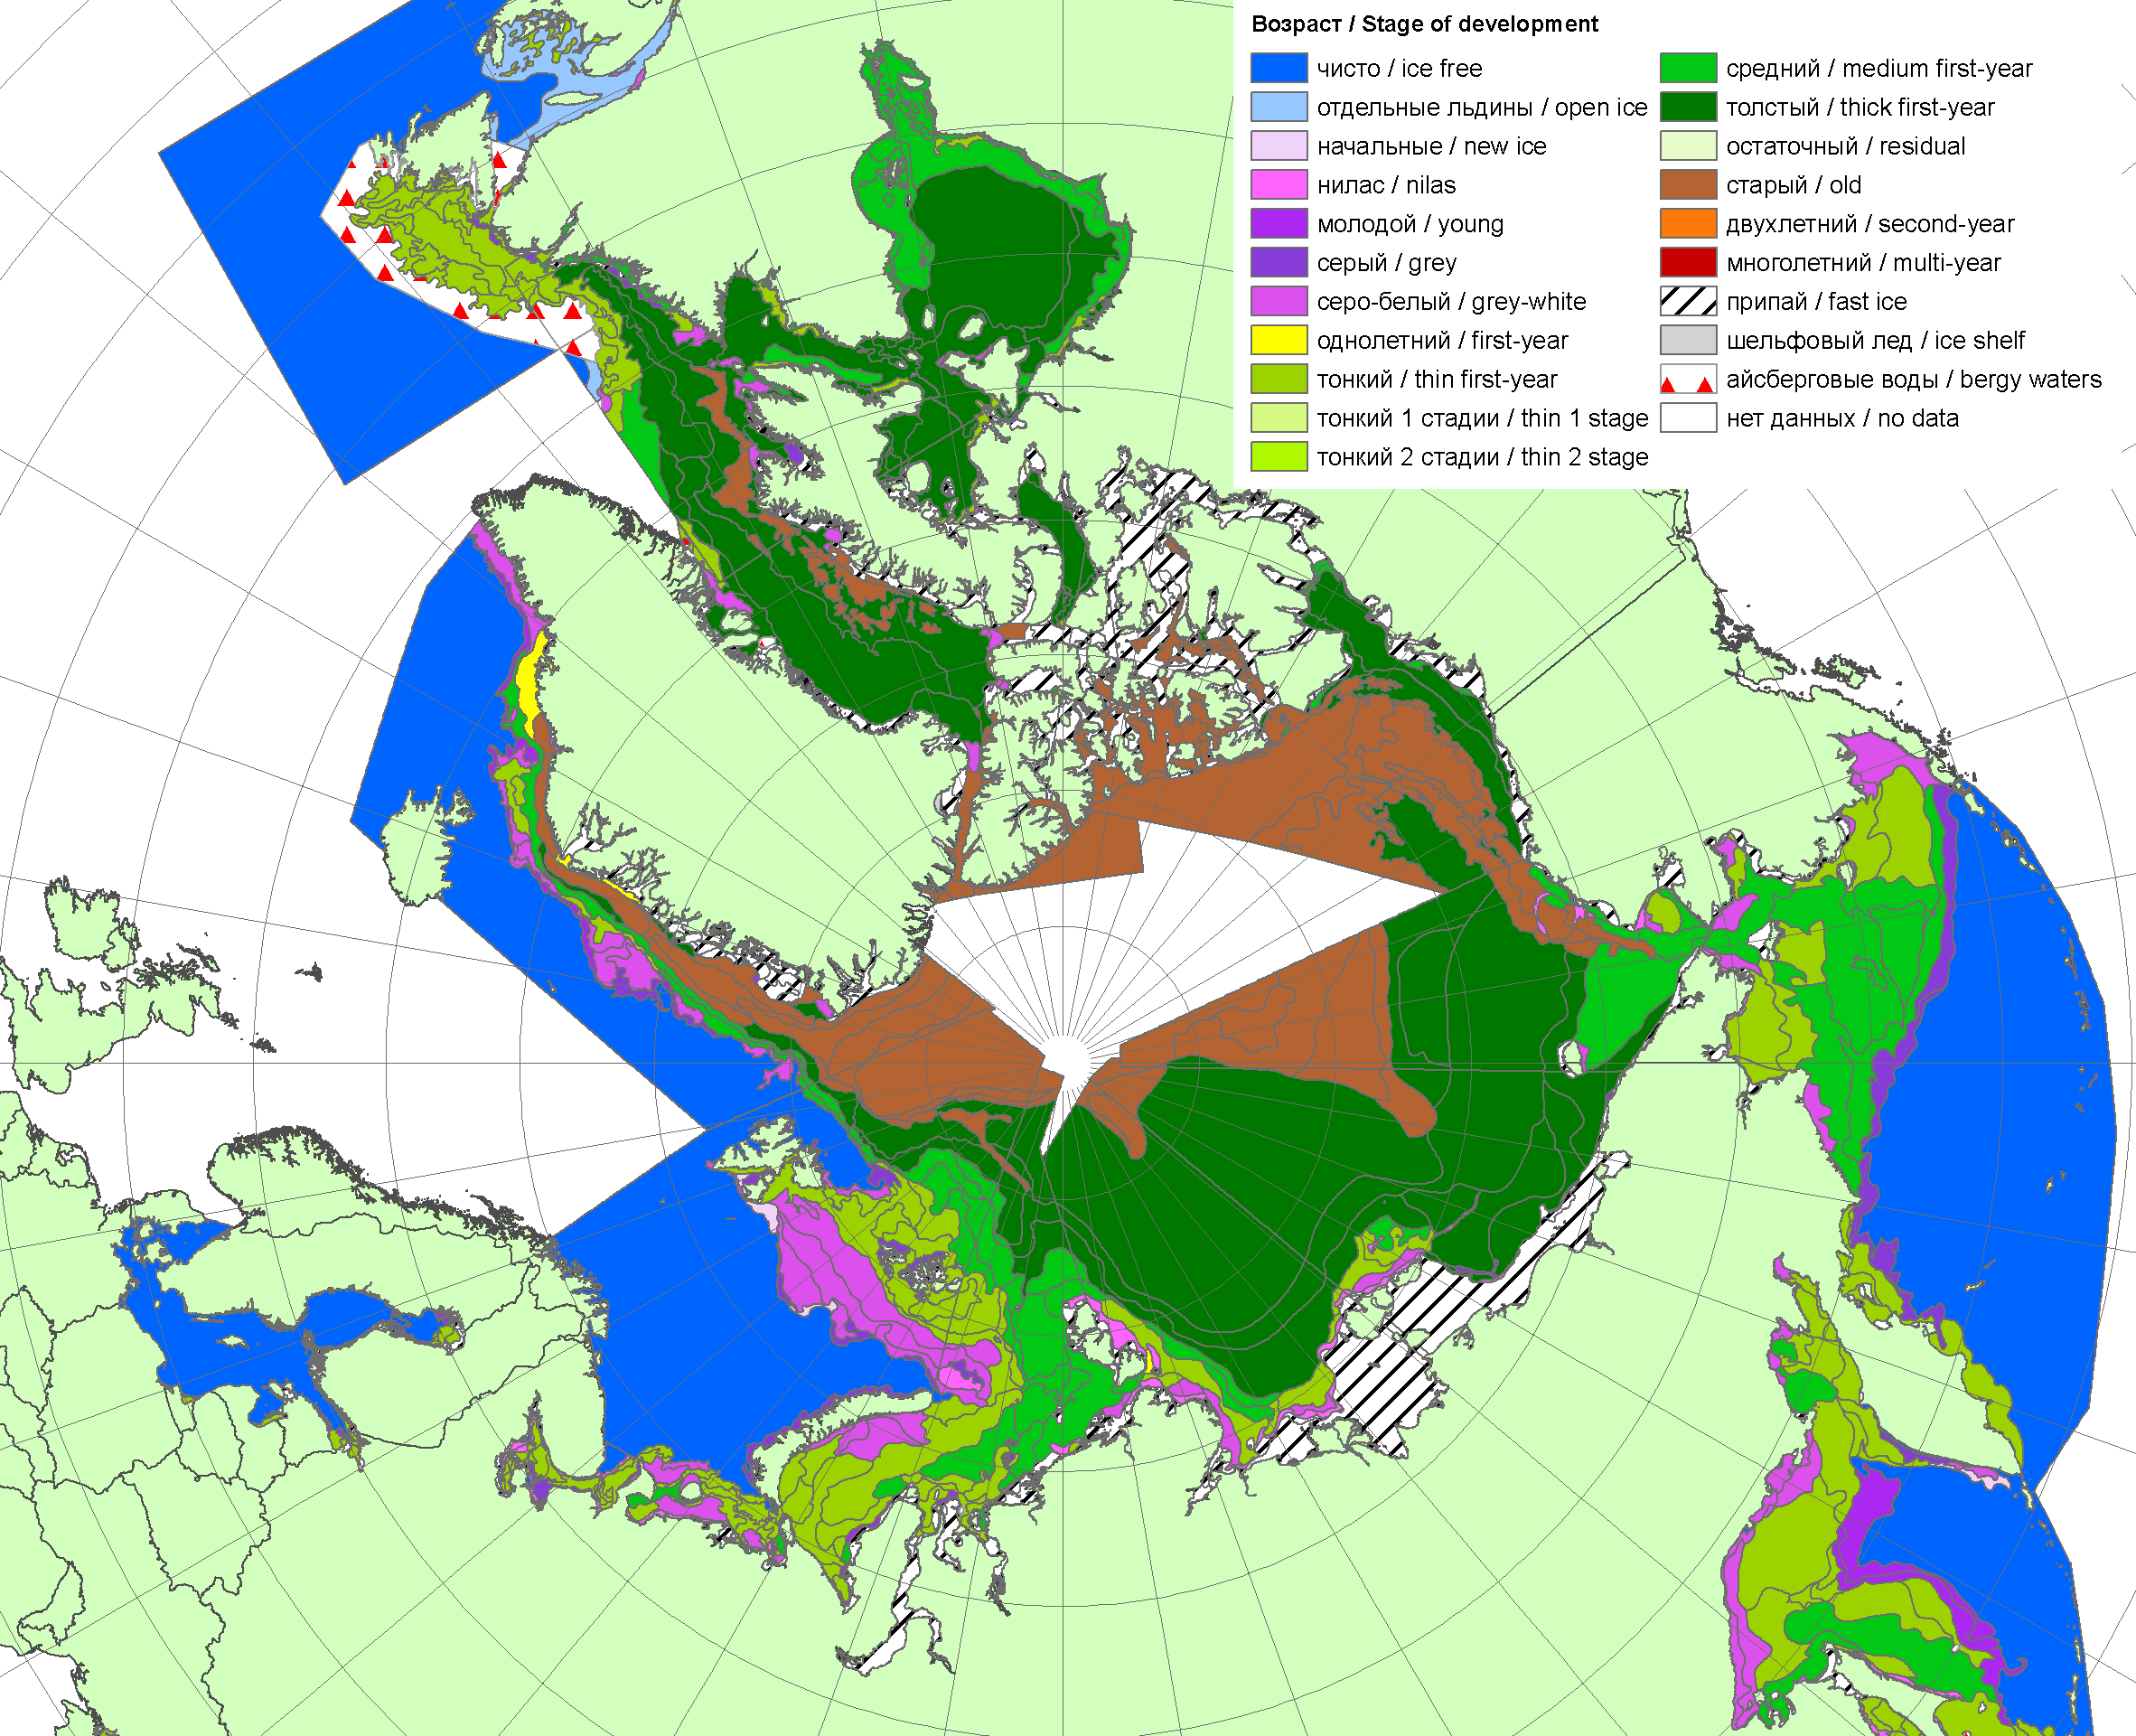 Возраст / Stage of development
чисто / ice free
отдельные льдины / open ice
начальные / new ice
нилас / nilas
молодой / young
серый / grey
серо-белый / grey-white
однолетний / first-year
тонкий / thin first-year
тонкий 1 стадии / thin 1 stage
тонкий 2 стадии / thin 2 stage
средний / medium first-year
толстый / thick first-year
остаточный / residual
старый / old
двухлетний / second-year
многолетний / multi-year
припай / fast ice
шельфовый лед / ice shelf
айсберговые воды / bergy waters
нет данных / no data